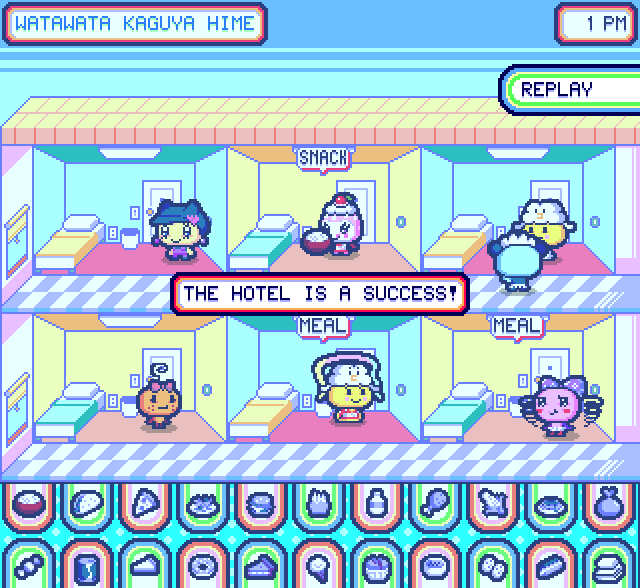 WATAWATA KAGUYA HIME
1 PM
REPLAY
SNACK
THE HOTEL IS A SUCCESS!
MEAL
MEAL